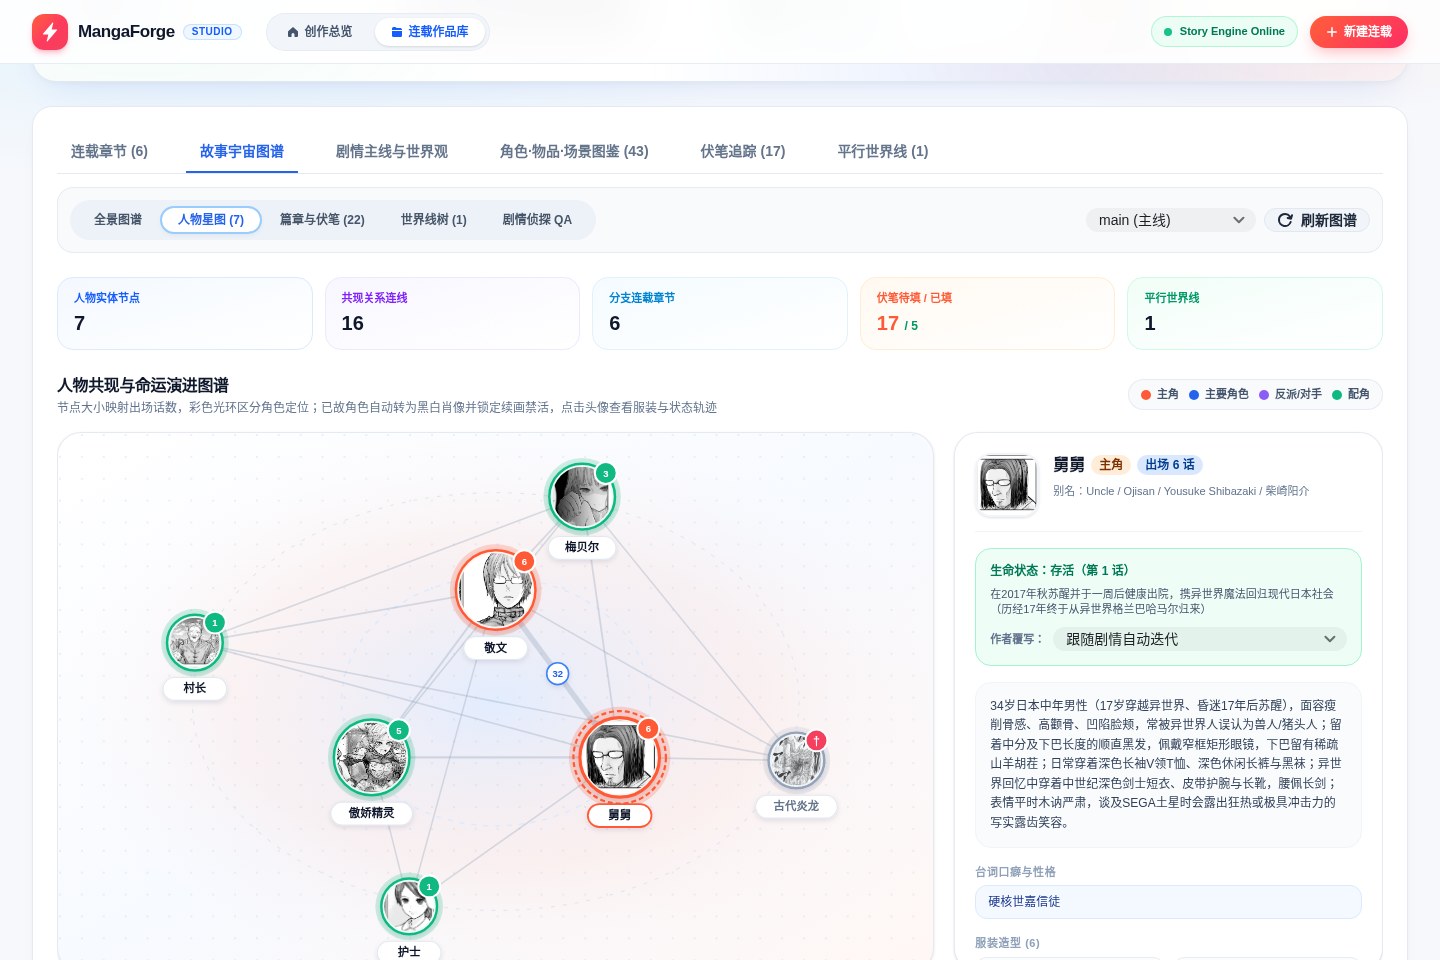 MangaForge STUDIO 创作总览 连载作品库 Story Engine Online 新建连载
连载章节 (6) 故事宇宙图谱 剧情主线与世界观 角色·物品·场景图鉴 (43) 伏笔追踪 (17) 平行世界线 (1)
全景图谱 人物星图 (7) 篇章与伏笔 (22) 世界线树 (1) 剧情侦探 QA main (主线) 刷新图谱
人物实体节点 共现关系连线 分支连载章节 伏笔待填 / 已填 平行世界线
7 16 6 17 / 5 1
人物共现与命运演进图谱
节点大小映射出场话数，彩色光环区分角色定位；已故角色自动转为黑白肖像并锁定续画禁活，点击头像查看服装与状态轨迹
主角 主要角色 反派/对手 配角
3
梅贝尔
6
敬文
1
村长
32
5
傲娇精灵
6
舅舅
†
古代炎龙
1
护士
舅舅 主角 出场 6 话
别名：Uncle / Ojisan / Yousuke Shibazaki / 柴崎阳介
生命状态：存活（第 1 话）
在2017年秋苏醒并于一周后健康出院，携异世界魔法回归现代日本社会
（历经17年终于从异世界格兰巴哈马尔归来）
作者覆写： 跟随剧情自动迭代
34岁日本中年男性（17岁穿越异世界、昏迷17年后苏醒），面容瘦
削骨感、高颧骨、凹陷脸颊，常被异世界人误认为兽人/猪头人；留
着中分及下巴长度的顺直黑发，佩戴窄框矩形眼镜，下巴留有稀疏
山羊胡茬；日常穿着深色长袖V领T恤、深色休闲长裤与黑袜；异世
界回忆中穿着中世纪深色剑士短衣、皮带护腕与长靴，腰佩长剑；
表情平时木讷严肃，谈及SEGA土星时会露出狂热或极具冲击力的
写实露齿笑容。
台词口癖与性格
硬核世嘉信徒
服装造型 (6)